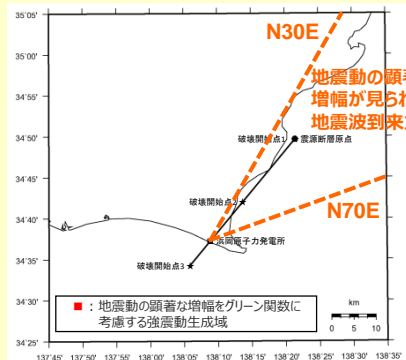 N30E
地震動の顕
増幅が見ら
地震波到来
破壊開始点1
震源断層原点
破壊開始点2
浜岡原子力発電所
N70E
破壊開始点3
■：地震動の顕著な増幅をグリーン関数に
考慮する強震動生成域
km
0 5 10
35°05'
35°00'
34°55'
34°50'
34°45'
34°40'
34°35'
34°30'
34°25'
137°45' 137°50' 137°55' 138°00' 138°05' 138°10' 138°15' 138°20' 138°25' 138°30' 138°35'